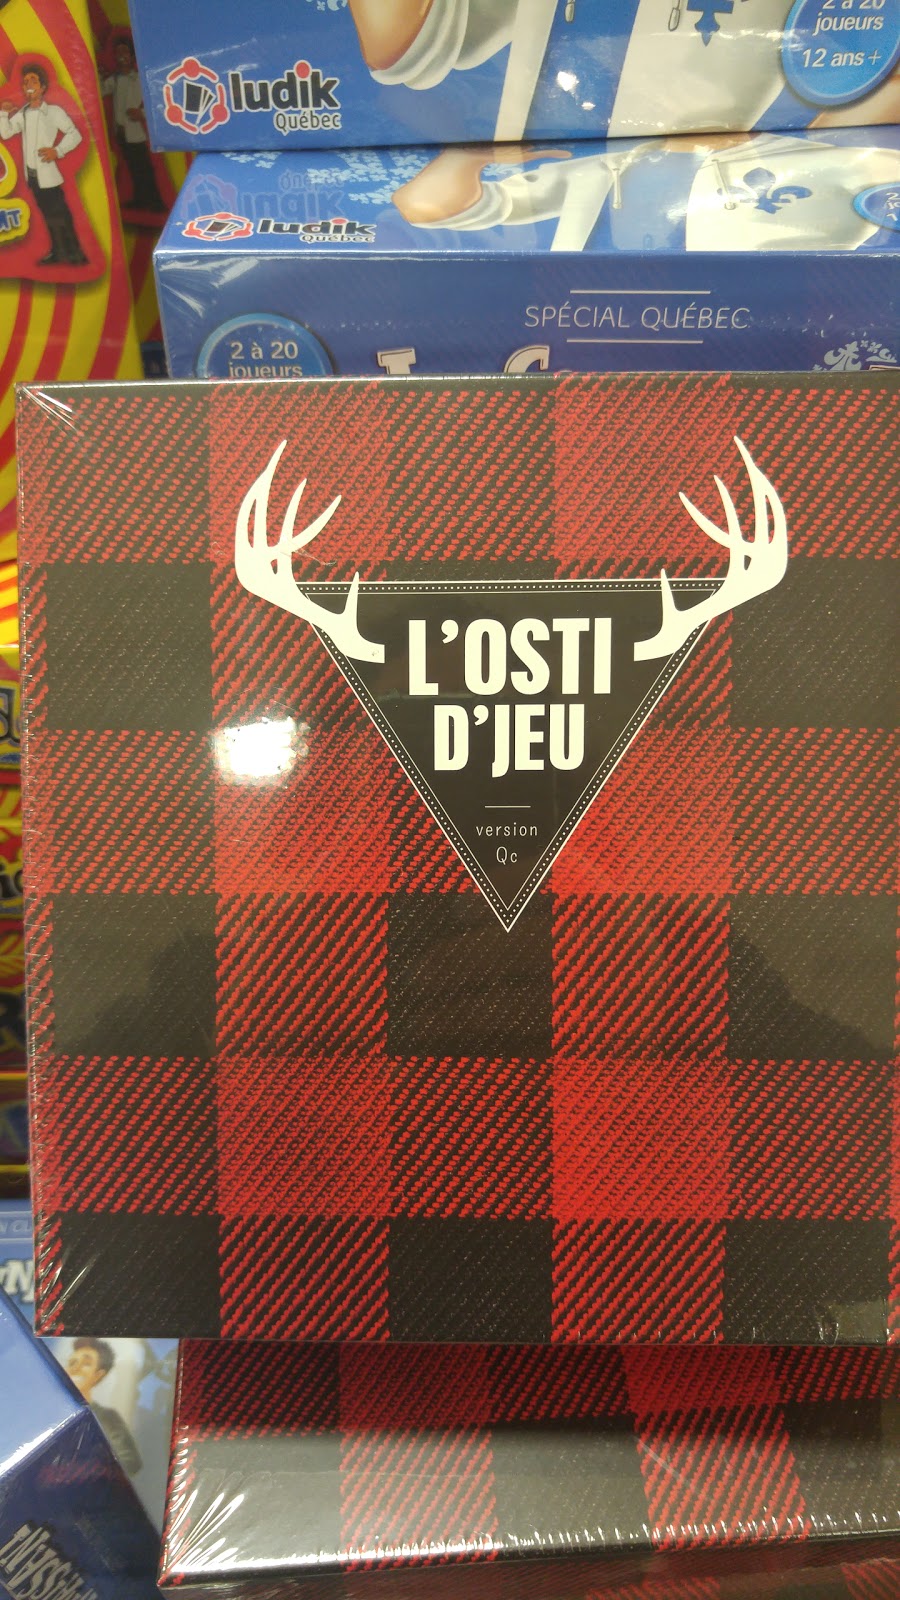 2 à 20
joueurs
12 ans +
ludik
Québec
ludik
Québec
SPÉCIAL QUÉBEC
2 à 20
joueurs
L'OSTI
D'JEU
version
Qc